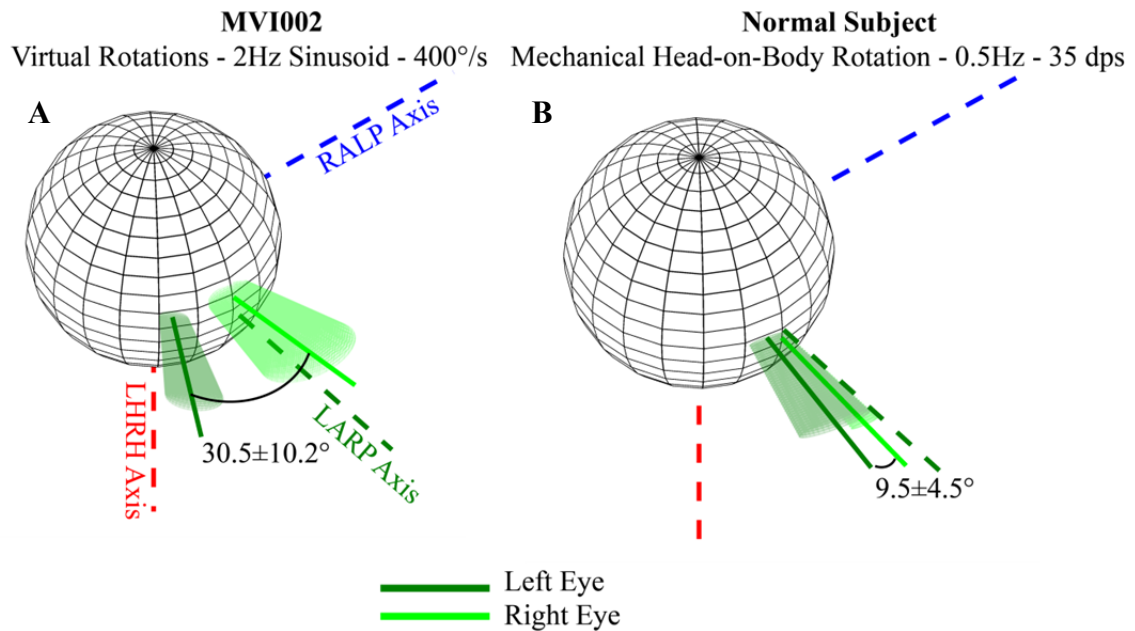 MVI002
Virtual Rotations - 2Hz Sinusoid - 400°/s
Normal Subject
Mechanical Head-on-Body Rotation - 0.5Hz - 35 dps
A
RALP Axis
LHRH Axis
30.5±10.2°
LARP Axis
B
9.5±4.5°
Left Eye
Right Eye